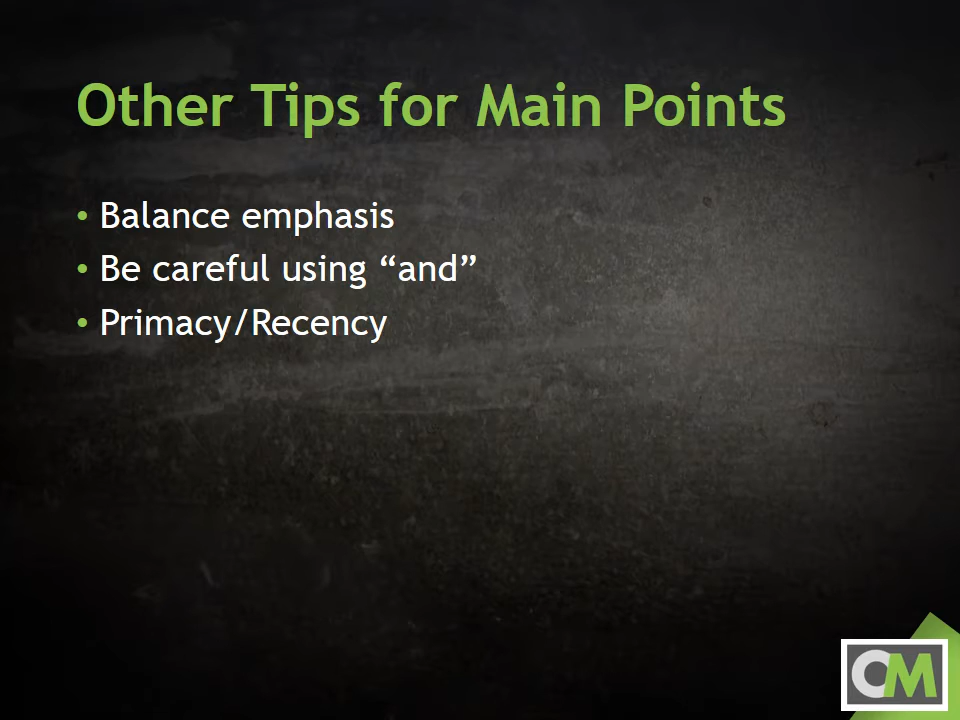 Other Tips for Main Points
• Balance emphasis
• Be careful using “and”
• Primacy/Recency
CM